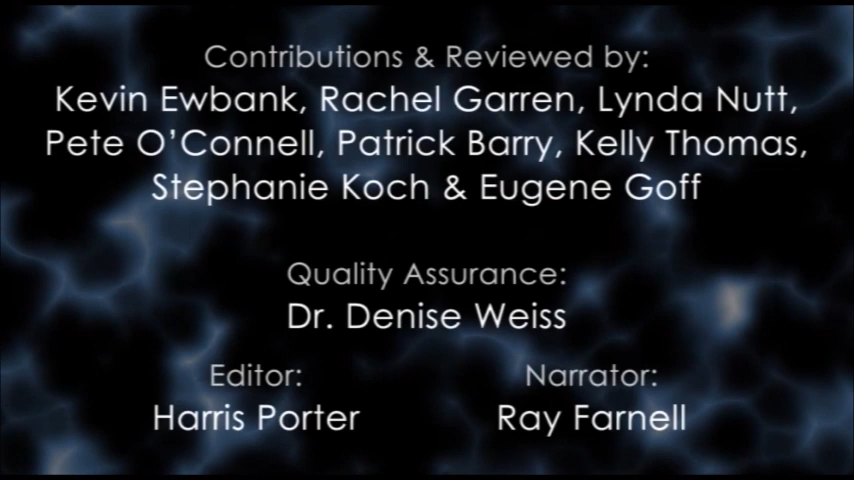 Contributions & Reviewed by:
Kevin Ewbank, Rachel Garren, Lynda Nutt,
Pete O’Connell, Patrick Barry, Kelly Thomas,
Stephanie Koch & Eugene Goff
Quality Assurance:
Dr. Denise Weiss
Editor:
Harris Porter
Narrator:
Ray Farnell